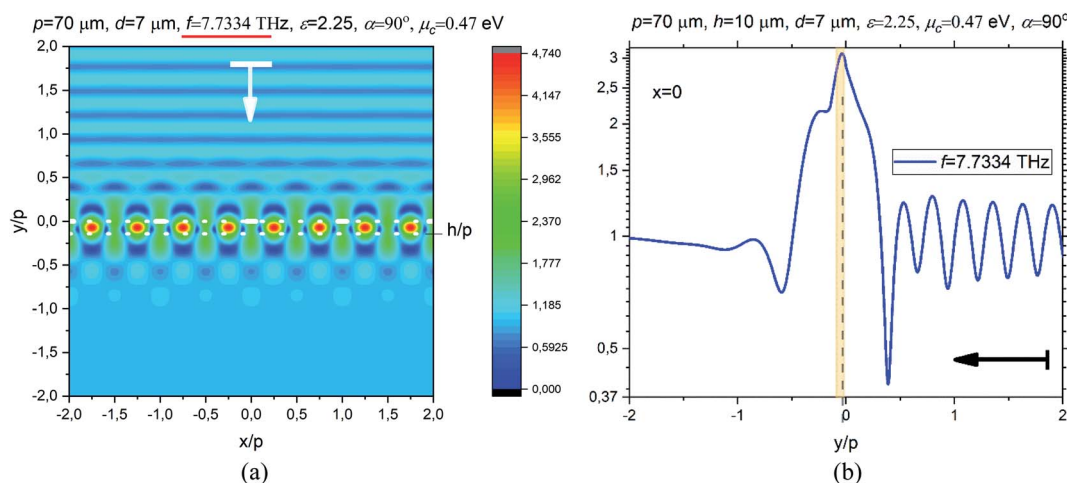 p=70 μm, d=7 μm, f=7.7334 THz, ε=2.25, α=90°, μc=0.47 eV
2,0
1,5
1,0
0,5
0,0
-0,5
-1,0
-1,5
-2,0
y/p
-2,0 -1,5 -1,0 -0,5 0,0 0,5 1,0 1,5 2,0
x/p
h/p
4,740
4,147
3,555
2,962
2,370
1,777
1,185
0,5925
0,000
(a)
p=70 μm, h=10 μm, d=7 μm, ε=2.25, μc=0.47 eV, α=90°
3
2,5
2
1,5
1
0,5
0,37
x=0
f=7.7334 THz
-2 -1 0 1 2
y/p
(b)